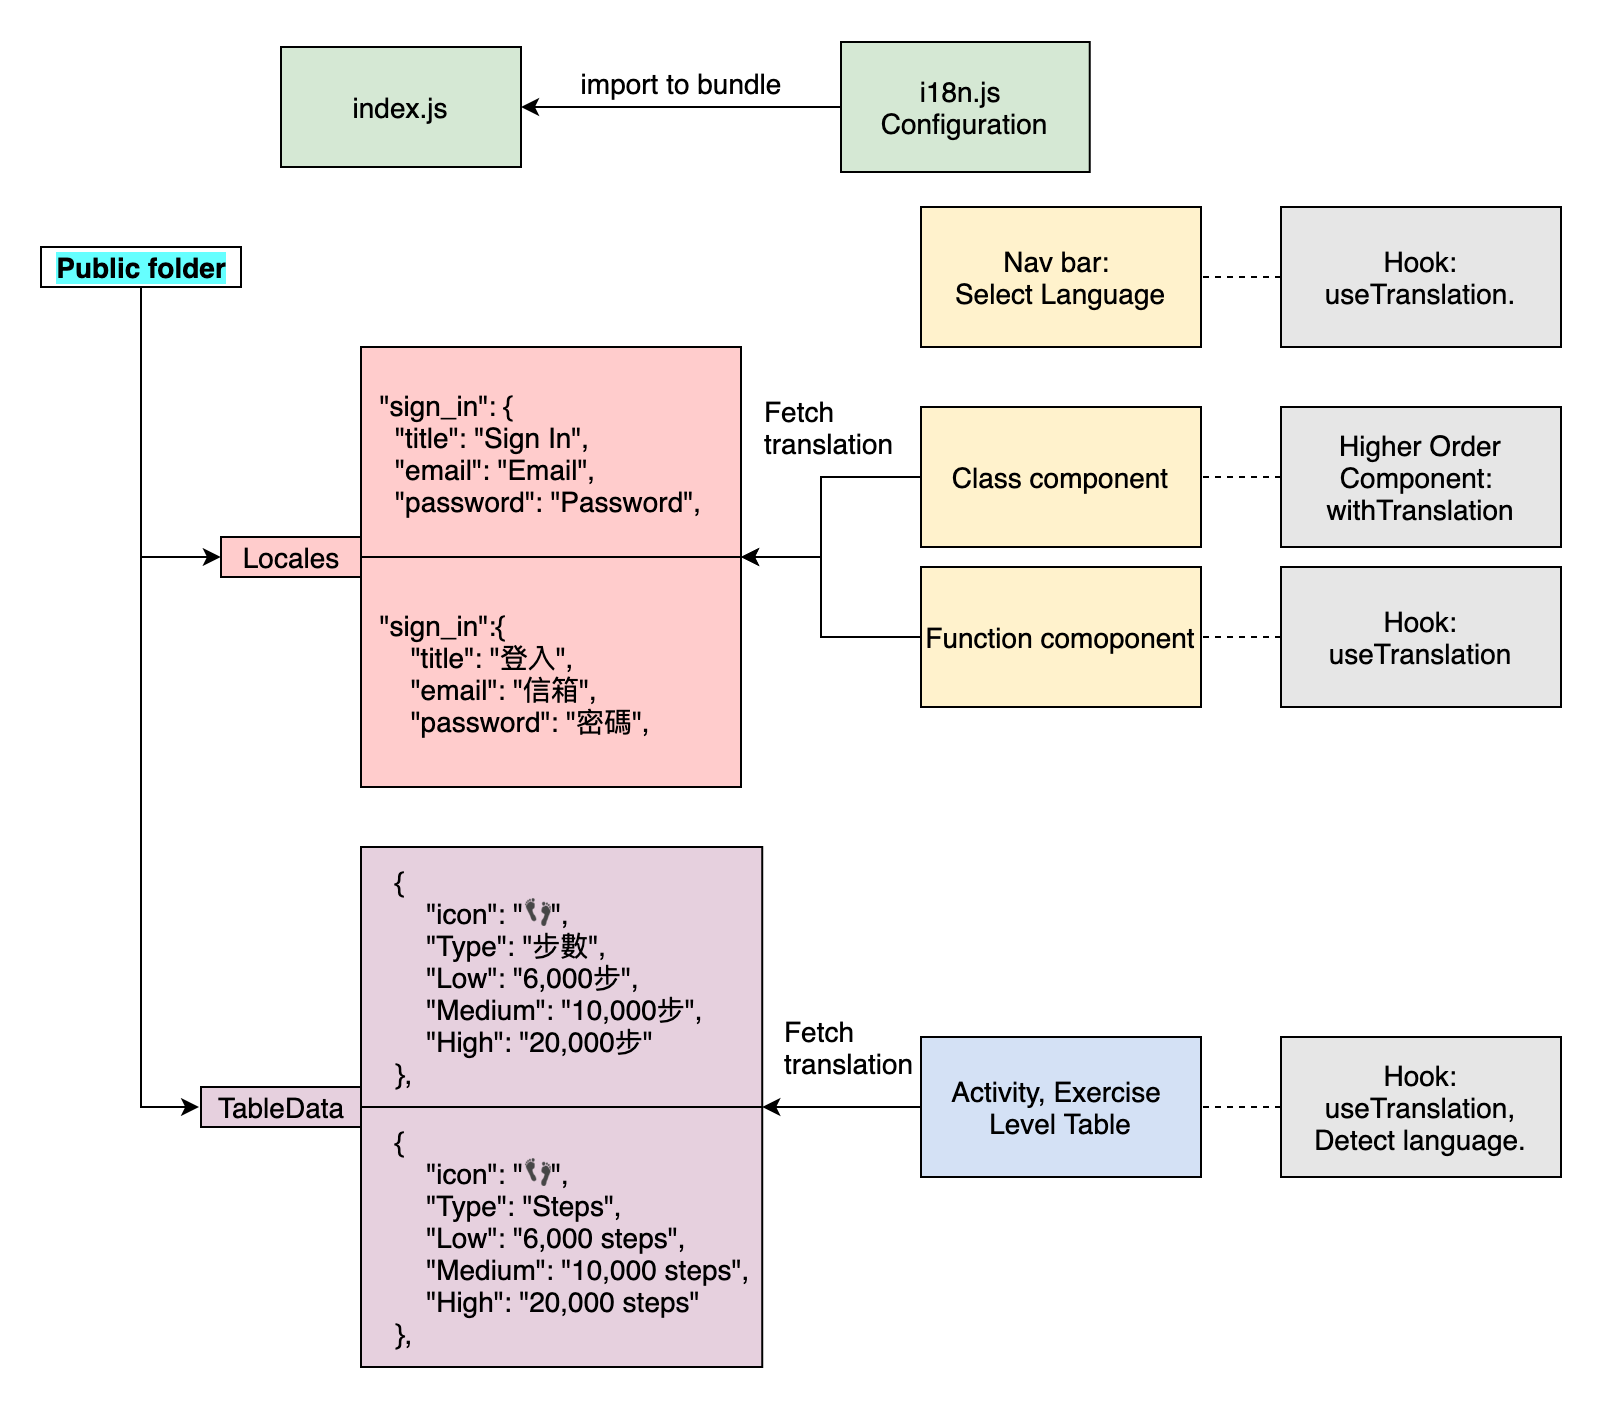 index.js
import to bundle
i18n.js
Configuration
Public folder
Nav bar:
Select Language
Hook:
useTranslation.
"sign_in": {
"title": "Sign In",
"email": "Email",
"password": "Password",
Fetch
translation
Class component
Higher Order
Component:
withTranslation
Locales
"sign_in":{
"title": "登入",
"email": "信箱",
"password": "密碼",
Function comoponent
Hook:
useTranslation
{
"icon": "👣",
"Type": "步數",
"Low": "6,000步",
"Medium": "10,000步",
"High": "20,000步"
},
TableData
{
"icon": "👣",
"Type": "Steps",
"Low": "6,000 steps",
"Medium": "10,000 steps",
"High": "20,000 steps"
},
Fetch
translation
Activity, Exercise
Level Table
Hook:
useTranslation,
Detect language.